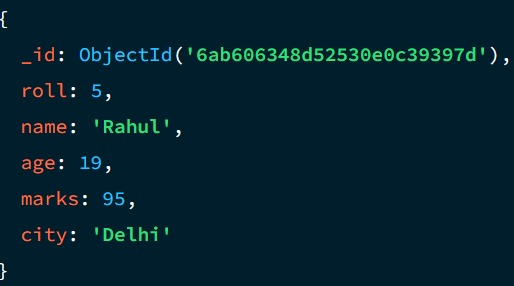 {
  _id: ObjectId('6ab606348d52530e0c39397d'),
  roll: 5,
  name: 'Rahul',
  age: 19,
  marks: 95,
  city: 'Delhi'
}